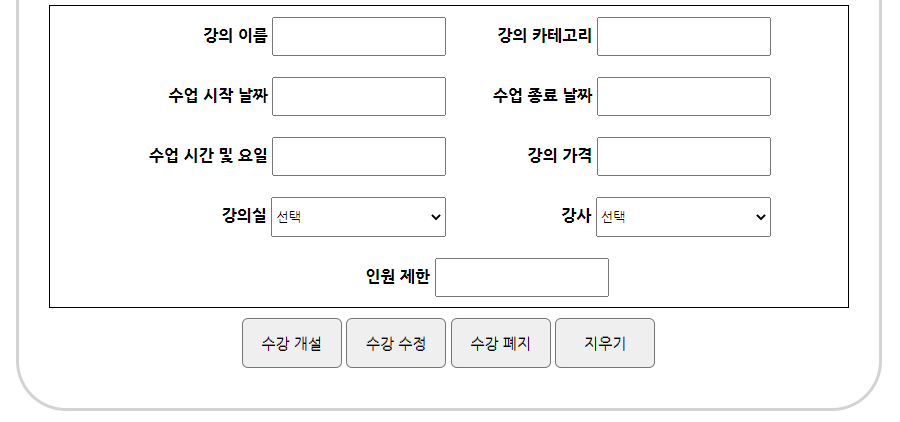 강의 이름 강의 카테고리
수업 시작 날짜 수업 종료 날짜
수업 시간 및 요일 강의 가격
강의실 선택 강사 선택
인원 제한
수강 개설 수강 수정 수강 폐지 지우기